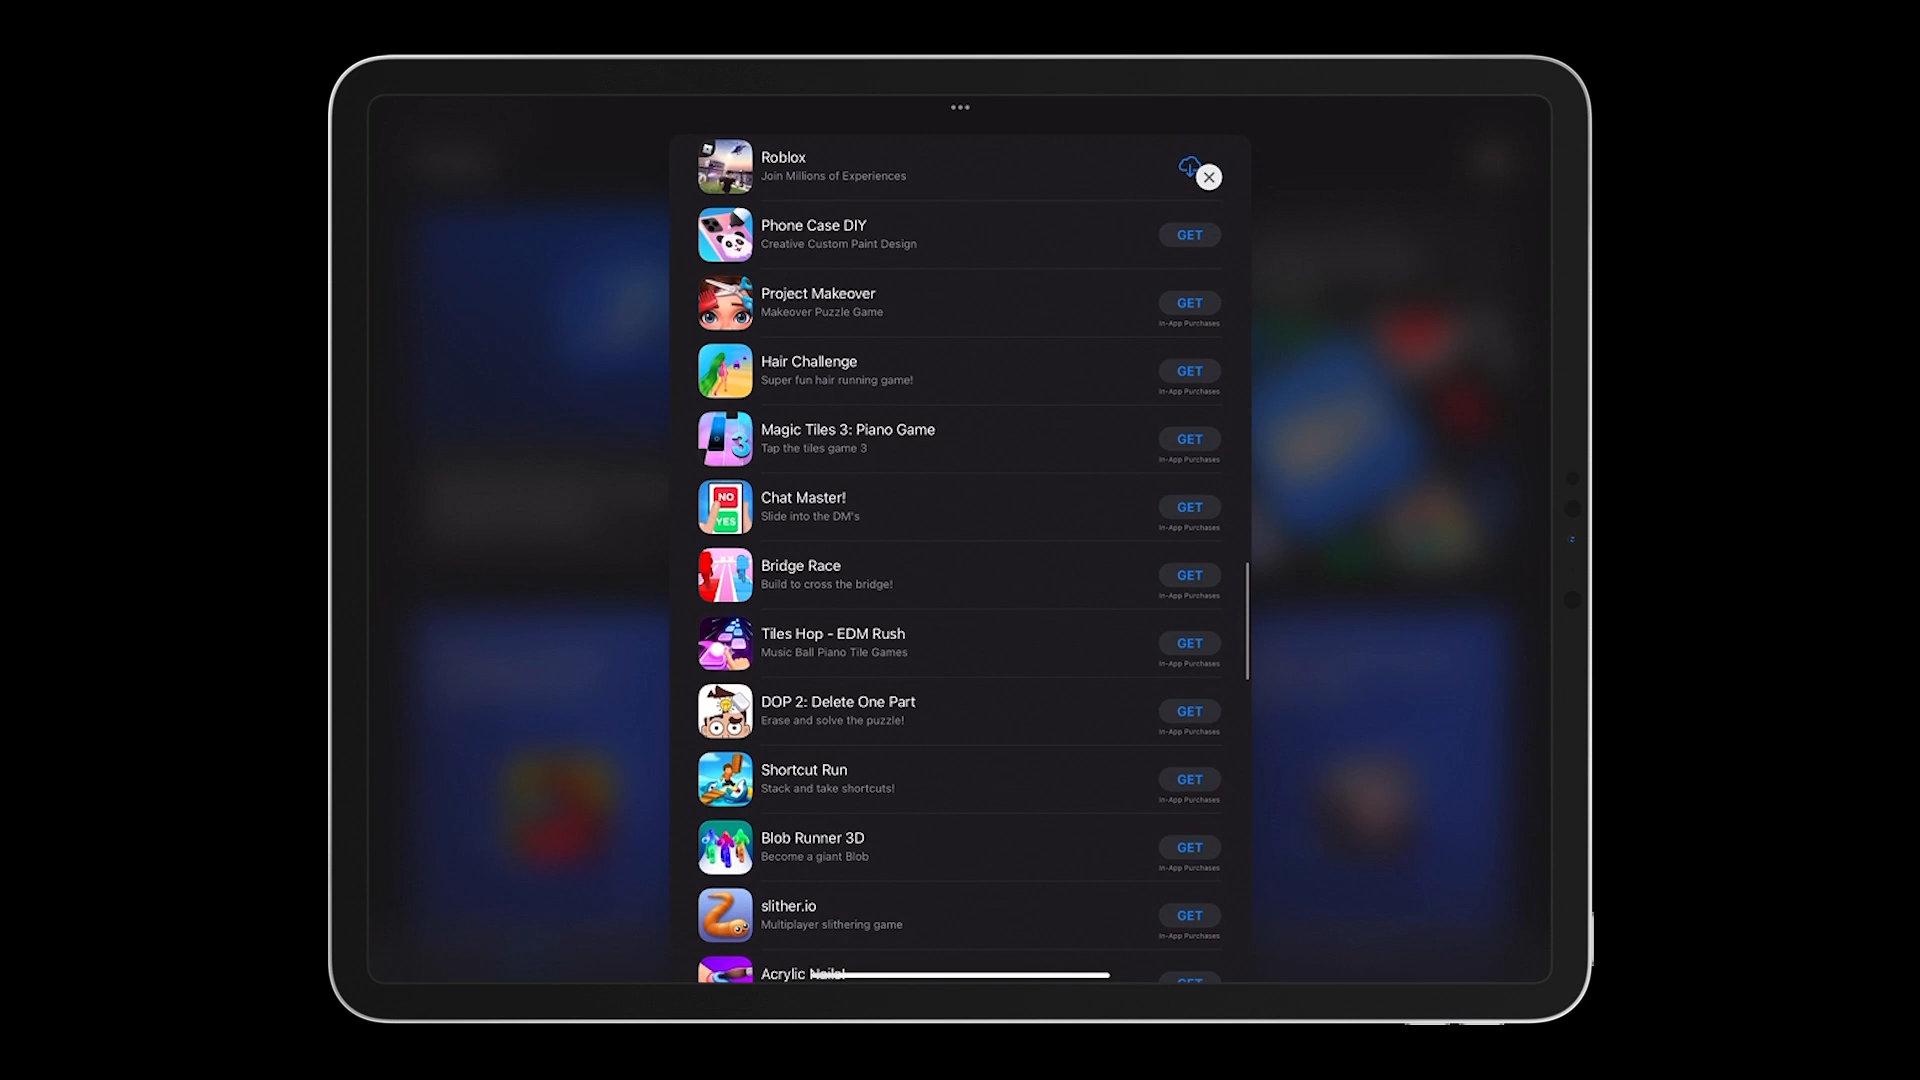 Roblox
Join Millions of Experiences
Phone Case DIY
Creative Custom Paint Design
GET
Project Makeover
Makeover Puzzle Game
GET
In-App Purchases
Hair Challenge
Super fun hair running game!
GET
In-App Purchases
3
Magic Tiles 3: Piano Game
Tap the tiles game 3
GET
In-App Purchases
NO
YES
Chat Master!
Slide into the DM's
GET
In-App Purchases
Bridge Race
Build to cross the bridge!
GET
In-App Purchases
Tiles Hop - EDM Rush
Music Ball Piano Tile Games
GET
In-App Purchases
DOP 2: Delete One Part
Erase and solve the puzzle!
GET
In-App Purchases
Shortcut Run
Stack and take shortcuts!
GET
In-App Purchases
Blob Runner 3D
Become a giant Blob
GET
In-App Purchases
slither.io
Multiplayer slithering game
GET
In-App Purchases
Acrylic Nails!
GET